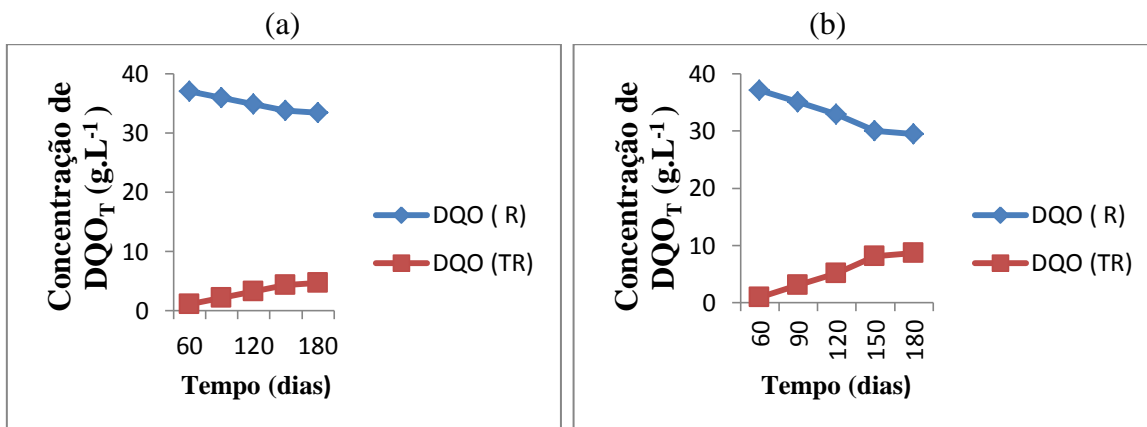 (a)
Concentração de
DQO_T (g.L^-1)
40
30
20
10
0
60 120 180
Tempo (dias)
DQO ( R)
DQO (TR)
(b)
Concentração de
DQO_T (g.L^-1)
40
30
20
10
0
60 90 120 150 180
Tempo (dias)
DQO ( R)
DQO (TR)